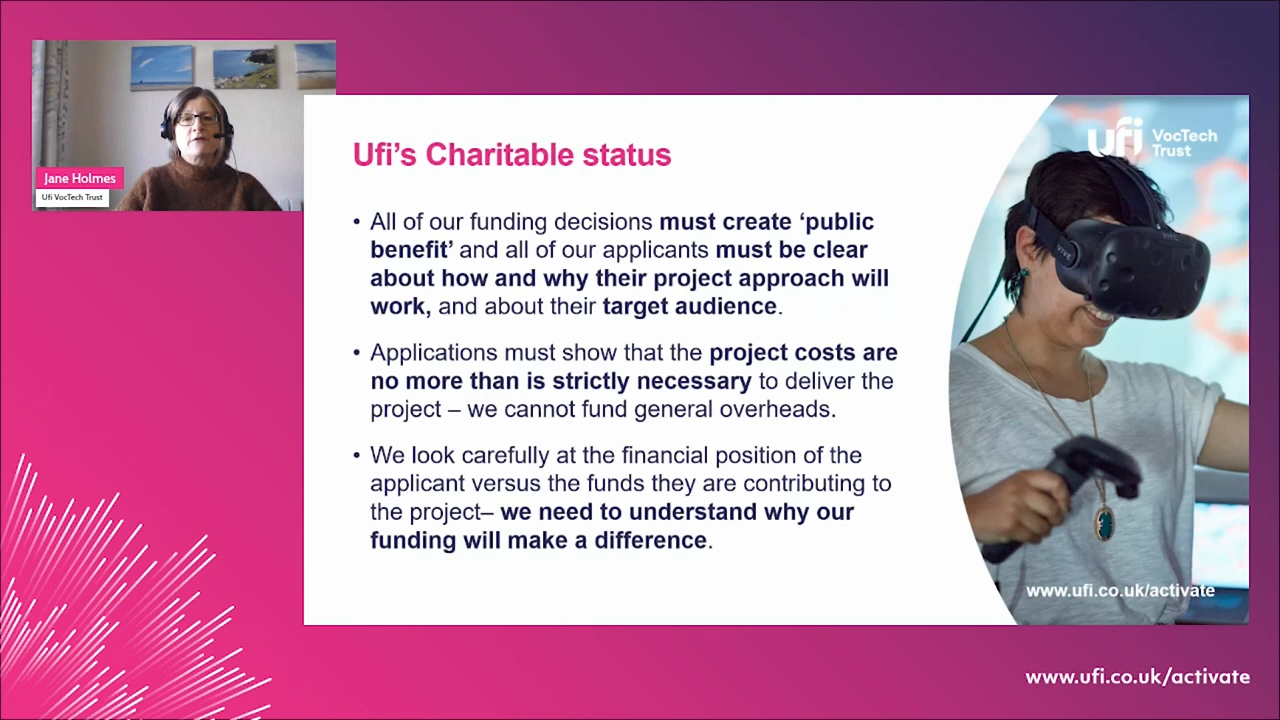 Jane Holmes
Ufi VocTech Trust
Ufi’s Charitable status
• All of our funding decisions must create ‘public
benefit’ and all of our applicants must be clear
about how and why their project approach will
work, and about their target audience.
• Applications must show that the project costs are
no more than is strictly necessary to deliver the
project – we cannot fund general overheads.
• We look carefully at the financial position of the
applicant versus the funds they are contributing to
the project– we need to understand why our
funding will make a difference.
ufi VocTech
Trust
VIVE
www.ufi.co.uk/activate
www.ufi.co.uk/activate